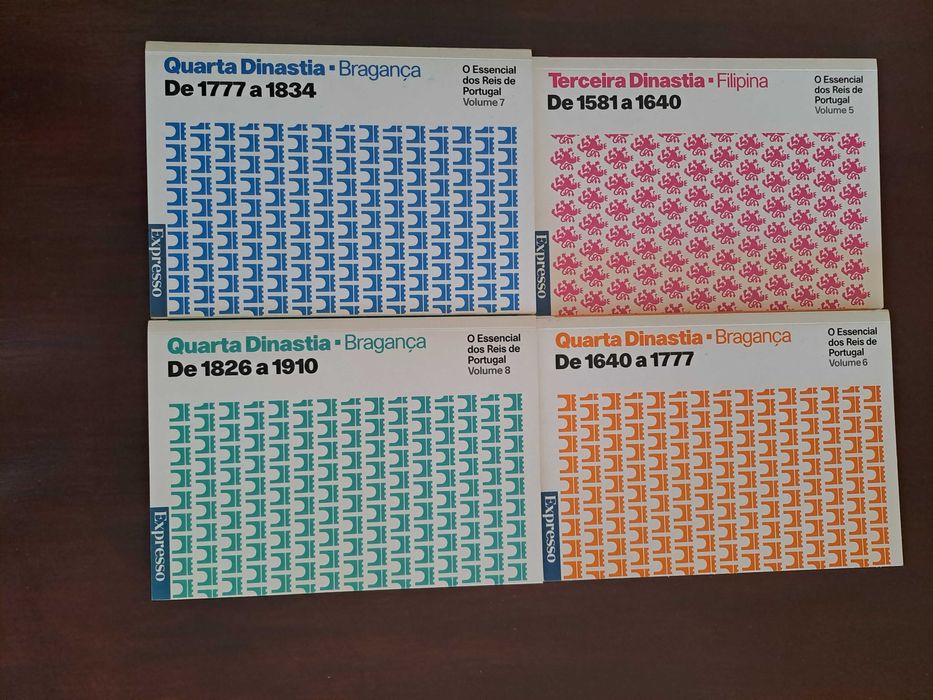 Quarta Dinastia ▪ Bragança
De 1777 a 1834
O Essencial
dos Reis de
Portugal
Volume 7
Expresso
Terceira Dinastia ▪ Filipina
De 1581 a 1640
O Essencial
dos Reis de
Portugal
Volume 5
Expresso
Quarta Dinastia ▪ Bragança
De 1826 a 1910
O Essencial
dos Reis de
Portugal
Volume 8
Expresso
Quarta Dinastia ▪ Bragança
De 1640 a 1777
O Essencial
dos Reis de
Portugal
Volume 6
Expresso